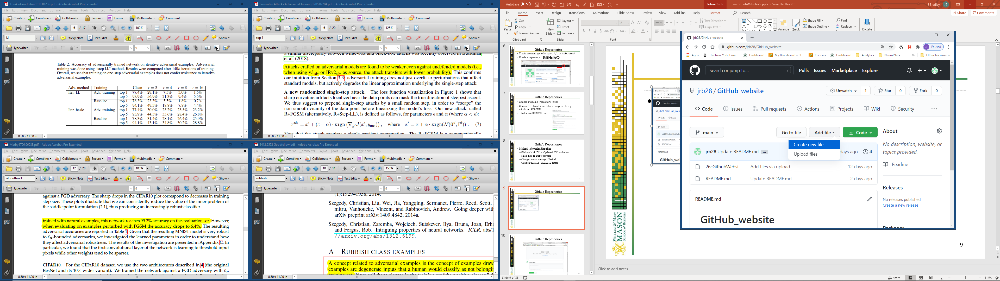 KurakinGoodfelow1611.01236.pdf - Adobe Acrobat Pro Extended
File Edit View Document Comments Forms Tools Advanced Window Help
Create Combine Collaborate Secure Forms Multimedia Comment
6 / 17 100%
l.l. Sticky Note Text Edits Show
Typewriter 9
Table 2: Accuracy of adversarially trained network on iterative adversarial examples. Adversarial
training was done using “step l.l.” method. Results were computed after 140k iterations of training.
Overall, we see that training on one-step adversarial examples does not confer resistance to iterative
adversarial examples.
Adv. method Training Clean ϵ = 2 ϵ = 4 ϵ = 8 ϵ = 16
Iter. l.l. Adv. training top 1 77.4% 29.1% 7.5% 3.0% 1.5%
top 5 93.9% 56.9% 21.3% 9.4% 5.5%
Baseline top 1 78.3% 23.3% 5.5% 1.8% 0.7%
top 5 94.1% 49.3% 18.8% 7.8% 4.4%
Iter. basic Adv. training top 1 77.4% 30.0% 25.2% 23.5% 23.2%
top 5 93.9% 44.3% 33.6% 28.4% 26.8%
Baseline top 1 78.3% 31.4% 28.1% 26.4% 25.9%
top 5 94.1% 43.1% 34.8% 30.2% 28.8%
8.50 x 11.00 in
Ensemble Attacks Adversarial Training 1705.07204.pdf - Adobe Acrobat Pro Extended
File Edit View Document Comments Forms Tools Advanced Window Help
Create Combine Collaborate Secure Forms Multimedia Comment
6 / 20 125%
top 1 Sticky Note Text Edits Show
Typewriter 9
a similar discrepancy between white-box and black-box attacks was recently observed in Buckman
et al. (2018).
Attacks crafted on adversarial models are found to be weaker even against undefended models (i.e.,
when using v3adv or IRv2adv as source, the attack transfers with lower probability). This confirms
our intuition from Section 3.3: adversarial training does not just overfit to perturbations that affect
standard models, but actively degrades the linear approximation underlying the single-step attack.
A new randomized single-step attack. The loss function visualization in Figure 1 shows that
sharp curvature artifacts localized near the data points can mask the true direction of steepest ascent.
We thus suggest to prepend single-step attacks by a small random step, in order to “escape” the
non-smooth vicinity of the data point before linearizing the model’s loss. Our new attack, called
R+FGSM (alternatively, R+Step-LL), is defined as follows, for parameters ϵ and α (where α < ϵ):
x^adv = x′ + (ε − α) · sign (∇x′ J(x′, ytrue)) , where x′ = x + α · sign(N(0^d, I^d)) . (7)
Note that the attack requires a single gradient computation. The R+FGSM is a computationally
8.50 x 11.00 in
Madry1706.06083.pdf - Adobe Acrobat Pro Extended
File Edit View Document Comments Forms Tools Advanced Window Help
Create Combine Collaborate Secure Forms Multimedia Comment
12 / 28 100%
algorithm 1 Sticky Note Text Edits Show
Typewriter 9
against a PGD adversary. The sharp drops in the CIFAR10 plot correspond to decreases in training
step size. These plots illustrate that we can consistently reduce the value of the inner problem of
the saddle point formulation (2.1), thus producing an increasingly robust classifier.
trained with natural examples, this network reaches 99.2% accuracy on the evaluation set. However,
when evaluating on examples perturbed with FGSM the accuracy drops to 6.4%. The resulting
adversarial accuracies are reported in Table 1. Given that the resulting MNIST model is very robust
to ℓ∞-bounded adversaries, we investigated the learned parameters in order to understand how
they affect adversarial robustness. The results of the investigation are presented in Appendix C. In
particular, we found that the first convolutional layer of the network is learning to threshold input
pixels while other weights tend to be sparser.
CIFAR10. For the CIFAR10 dataset, we use the two architectures described in 4 (the original
ResNet and its 10× wider variant). We trained the network against a PGD adversary with ℓ∞
8.50 x 11.00 in
1412.6572 Goodfellow.pdf - Adobe Acrobat Pro Extended
File Edit View Document Comments Forms Tools Advanced Window Help
Create Combine Collaborate Secure Forms Multimedia Comment
10 / 11 150%
rubbish Sticky Note Text Edits Show
Typewriter 9
(1):1929–1958, 2014.
Szegedy, Christian, Liu, Wei, Jia, Yangqing, Sermanet, Pierre, Reed, Scott,
mitru, Vanhoucke, Vincent, and Rabinovich, Andrew. Going deeper with
arXiv preprint arXiv:1409.4842, 2014a.
Szegedy, Christian, Zaremba, Wojciech, Sutskever, Ilya, Bruna, Joan, Erha
and Fergus, Rob. Intriguing properties of neural networks. ICLR, abs/1
//arxiv.org/abs/1312.6199.
A RUBBISH CLASS EXAMPLES
A concept related to adversarial examples is the concept of examples draw
examples are degenerate inputs that a human would classify as not belongin
8.50 x 11.00 in
AutoSave Off Picture Tools 26cGithubWebsiteV2.pptx - Saved to this PC J Bradley JB
File Home Insert Design Transitions Animations Slide Show Review View Add-ins Help Format Search Share Comments
Paste Cut Copy Format Painter
New Slide Layout Reset Section
Text Direction Align Text
Arrange Quick Shape Fill Shape Outline Find Replace Dictate
Clipboard Slides Font
6
Github Repositories
• Create account: go to https://github.com/
• Create a repository GitHub
7
Github Repositories
• Choose Public repository (free)
• Choose Initialize this repository
with a README
• Customize README.md
8
Github Repositories
• Method 1 for uploading files
– Click on Add File>Upload Files button
– Select files or drag to browser
– Change commit message if desired
– Click on Commit Changes button
9
Github Repositories
10
Github Repositories
WILLIAM & MARY
MASON
SCHOOL of BUSINESS
jrb28/GitHub_website
github.com/jrb28/GitHub_website Paused
Apps The New York Time... Dashboard My Blackboard – Bl... Courses Dashboard Analytics NeuralNets » Other bookmarks
Search or jump to... / Pulls Issues Marketplace Explore
jrb28 / GitHub_website Unwatch 1 Star 0 Fork 0
Code Issues Pull requests Actions Projects Wiki Security ...
main Go to file Add file Code
Create new file
Upload files
jrb28 Update README.md ... days ago 4
26cGithubWebsit... Add files via upload 12 days ago
README.md Update README.md 2 days ago
README.md
GitHub_website
About
No description, website, or
topics provided.
Readme
Releases
No releases published
Create a new release
Packages
9
Click to add notes
Slide 9 of 38 Notes 114%